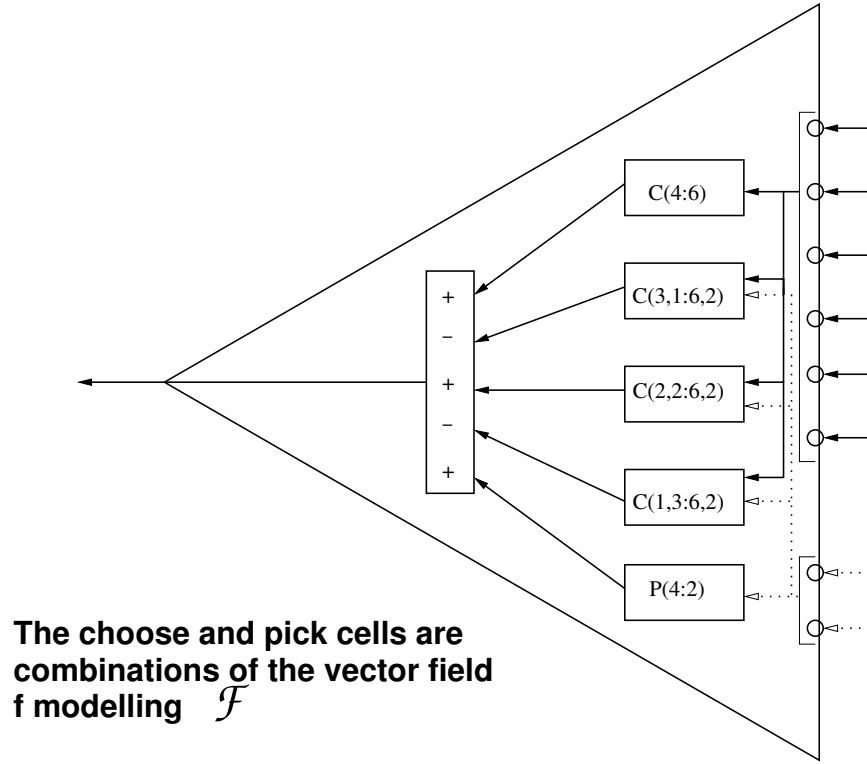 C(4:6)
+
C(3,1:6,2)
−
+
C(2,2:6,2)
−
+
C(1,3:6,2)
P(4:2)
The choose and pick cells are
combinations of the vector field
f modelling ℱ